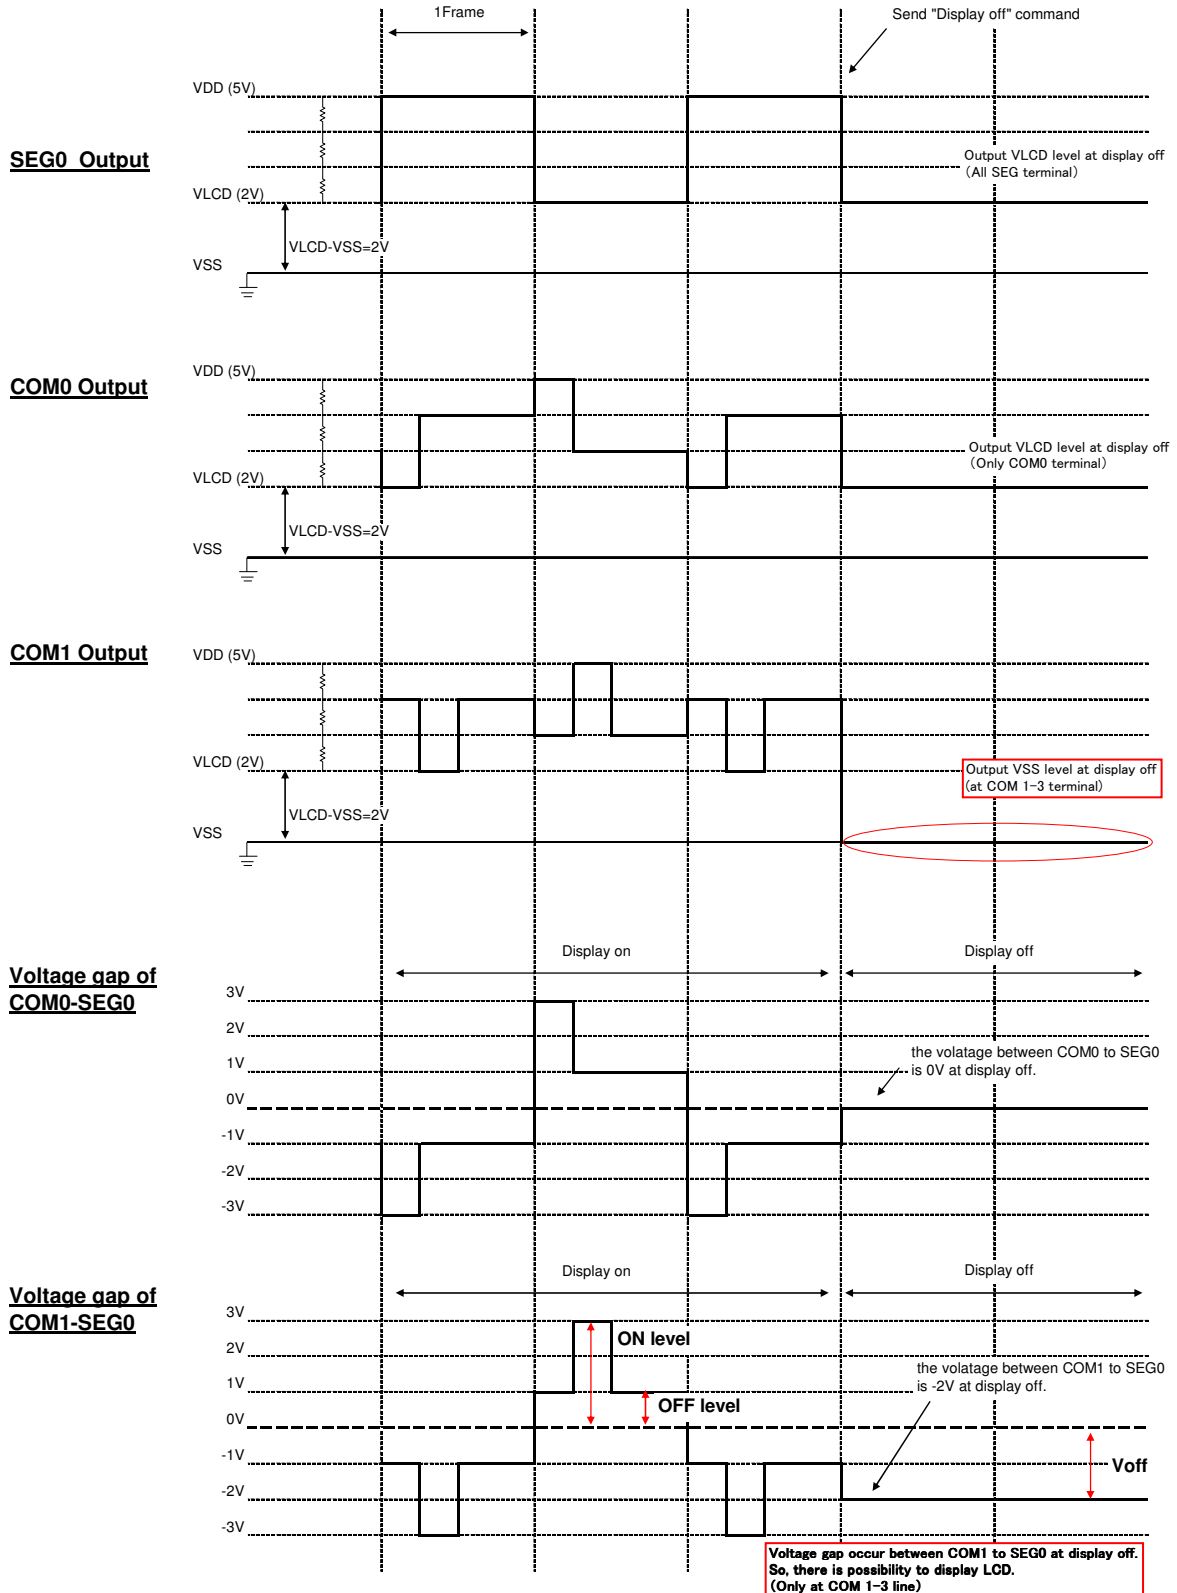 1Frame
Send "Display off" command
VDD (5V)
SEG0 Output
Output VLCD level at display off
(All SEG terminal)
VLCD (2V)
VLCD-VSS=2V
VSS
VDD (5V)
COM0 Output
Output VLCD level at display off
(Only COM0 terminal)
VLCD (2V)
VLCD-VSS=2V
VSS
COM1 Output
VDD (5V)
VLCD (2V)
Output VSS level at display off
(at COM 1-3 terminal)
VLCD-VSS=2V
VSS
Display on
Display off
Voltage gap of
COM0-SEG0
3V
2V
1V
the volatage between COM0 to SEG0
is 0V at display off.
0V
-1V
-2V
-3V
Display on
Display off
Voltage gap of
COM1-SEG0
3V
ON level
2V
the volatage between COM1 to SEG0
is -2V at display off.
1V
OFF level
0V
-1V
Voff
-2V
-3V
Voltage gap occur between COM1 to SEG0 at display off.
So, there is possibility to display LCD.
(Only at COM 1-3 line)